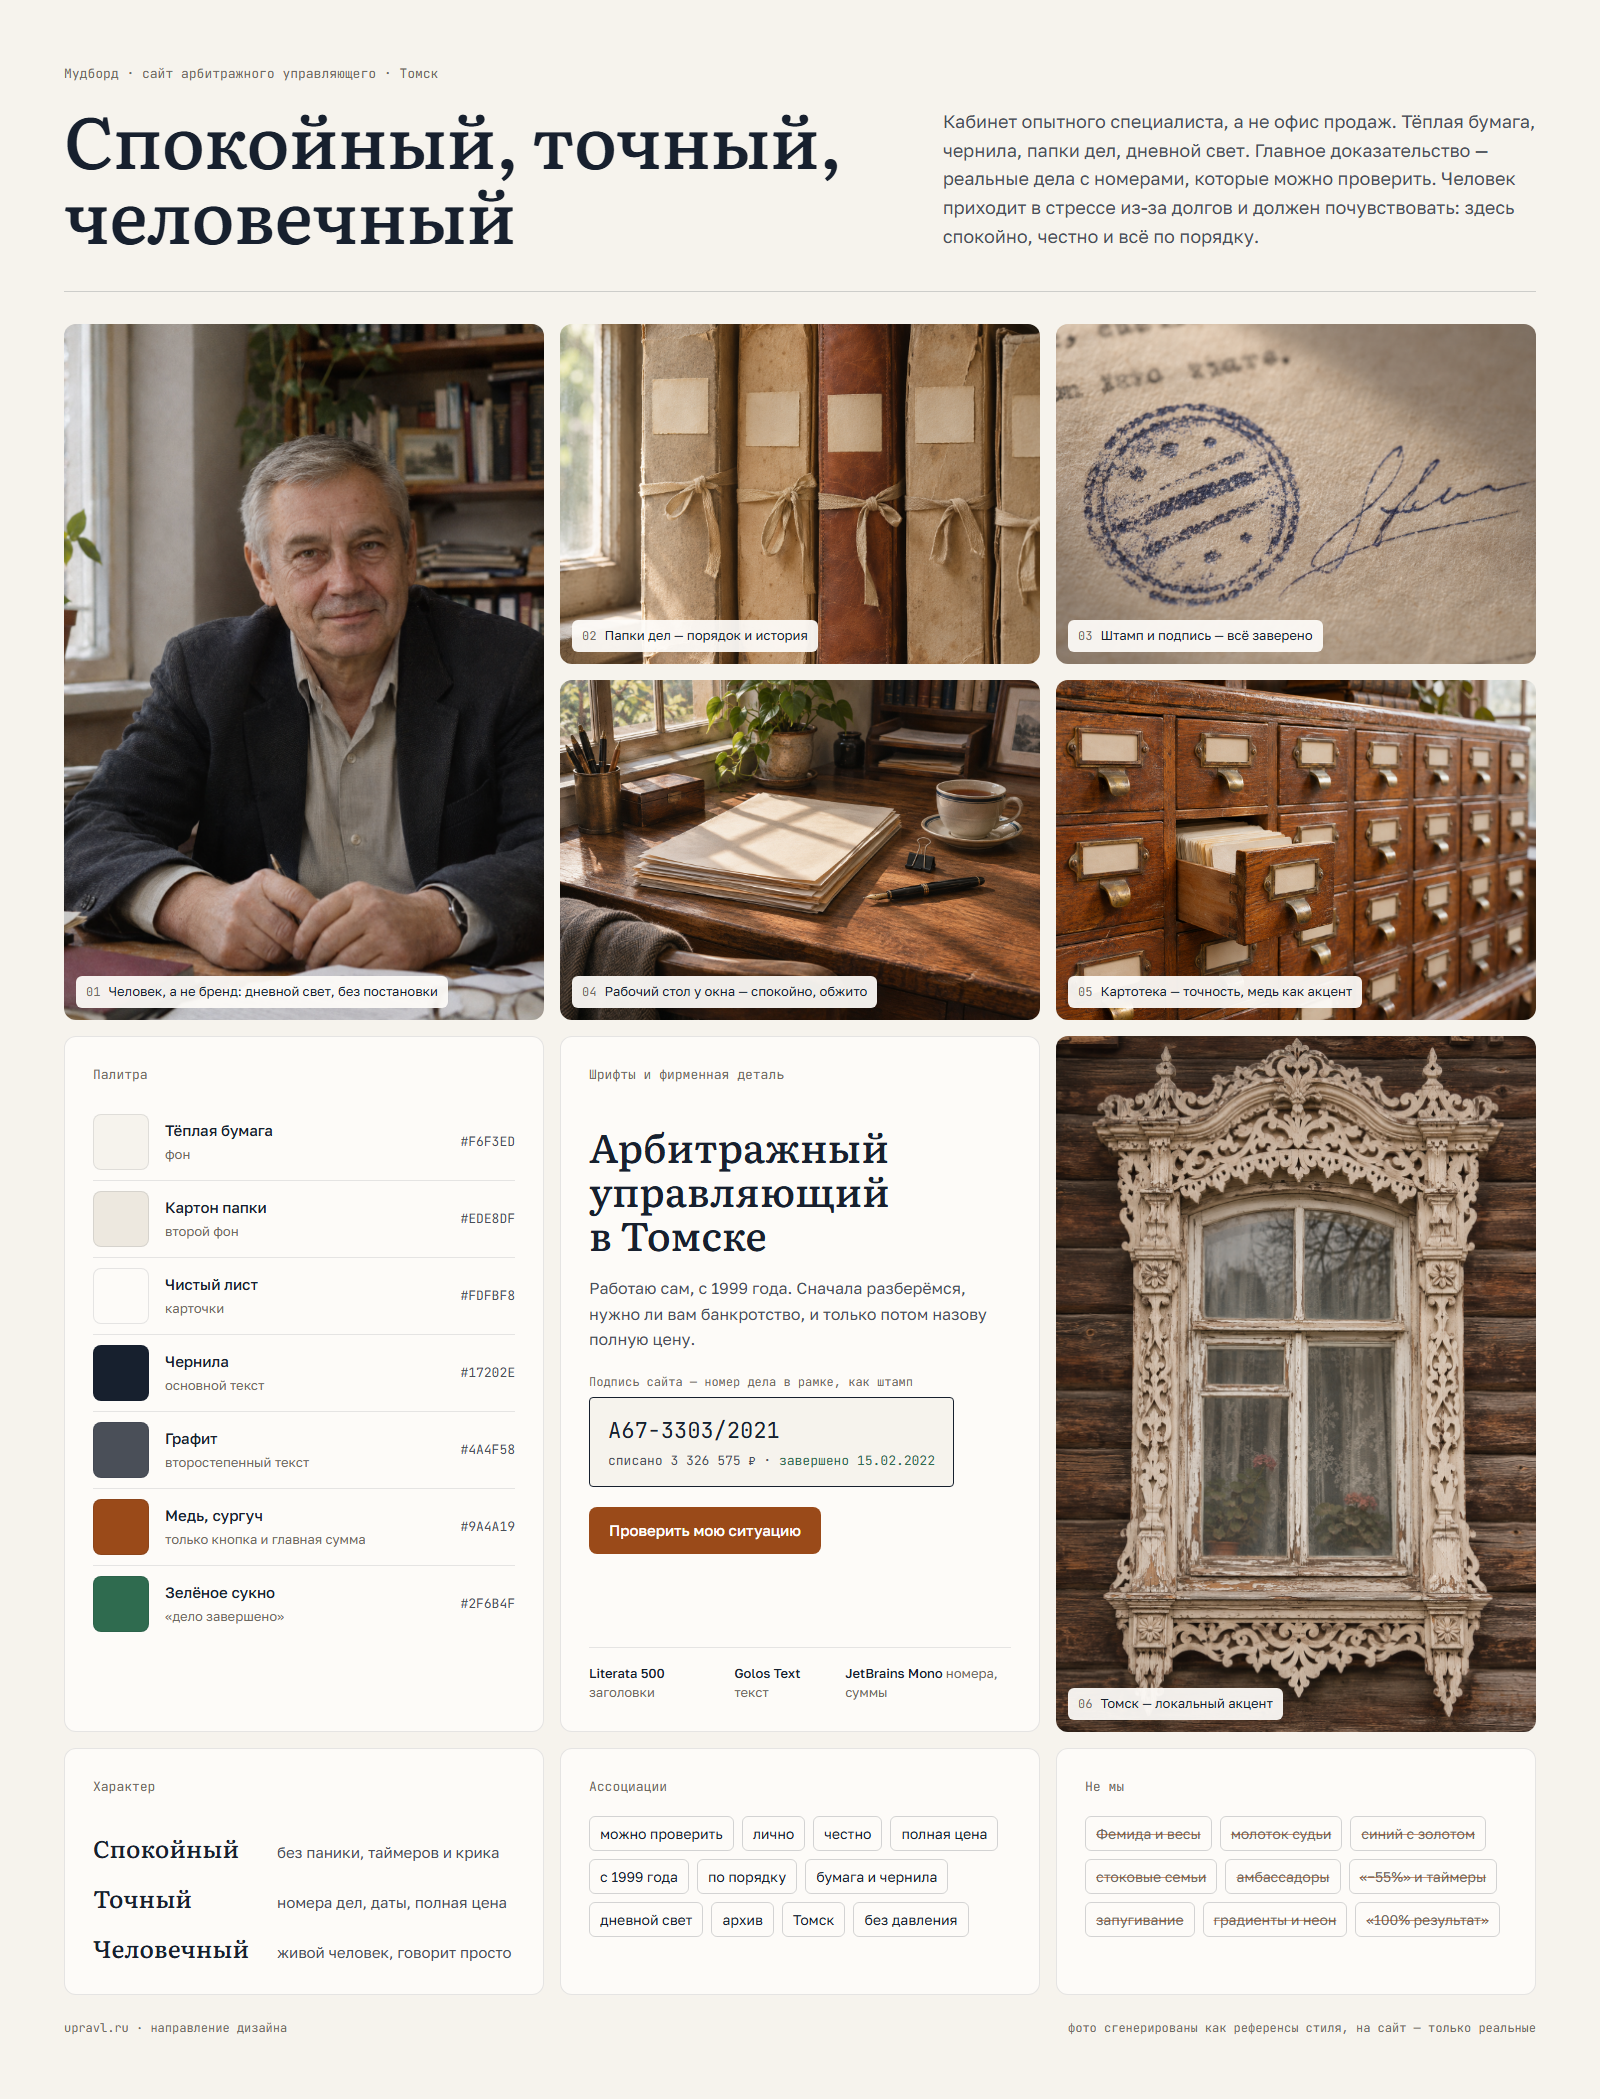 Мудборд · сайт арбитражного управляющего · Томск
Спокойный, точный,
человечный
Кабинет опытного специалиста, а не офис продаж. Тёплая бумага,
чернила, папки дел, дневной свет. Главное доказательство —
реальные дела с номерами, которые можно проверить. Человек
приходит в стрессе из-за долгов и должен почувствовать: здесь
спокойно, честно и всё по порядку.
02 Папки дел — порядок и история
03 Штамп и подпись — всё заверено
01 Человек, а не бренд: дневной свет, без постановки
04 Рабочий стол у окна — спокойно, обжито
05 Картотека — точность, медь как акцент
Палитра
Тёплая бумага
фон
#F6F3ED
Картон папки
второй фон
#EDE8DF
Чистый лист
карточки
#FDFBF8
Чернила
основной текст
#17202E
Графит
второстепенный текст
#4A4F58
Медь, сургуч
только кнопка и главная сумма
#9A4A19
Зелёное сукно
«дело завершено»
#2F6B4F
Шрифты и фирменная деталь
Арбитражный
управляющий
в Томске
Работаю сам, с 1999 года. Сначала разберёмся,
нужно ли вам банкротство, и только потом назову
полную цену.
Подпись сайта — номер дела в рамке, как штамп
А67-3303/2021
списано 3 326 575 ₽ · завершено 15.02.2022
Проверить мою ситуацию
Literata 500
заголовки
Golos Text
текст
JetBrains Mono номера,
суммы
06 Томск — локальный акцент
Характер
Спокойный без паники, таймеров и крика
Точный номера дел, даты, полная цена
Человечный живой человек, говорит просто
Ассоциации
можно проверить лично честно полная цена
с 1999 года по порядку бумага и чернила
дневной свет архив Томск без давления
Не мы
Фемида и весы молоток судьи синий с золотом
стоковые семьи амбассадоры «−55%» и таймеры
запугивание градиенты и неон «100% результат»
upravl.ru · направление дизайна
фото сгенерированы как референсы стиля, на сайт — только реальные